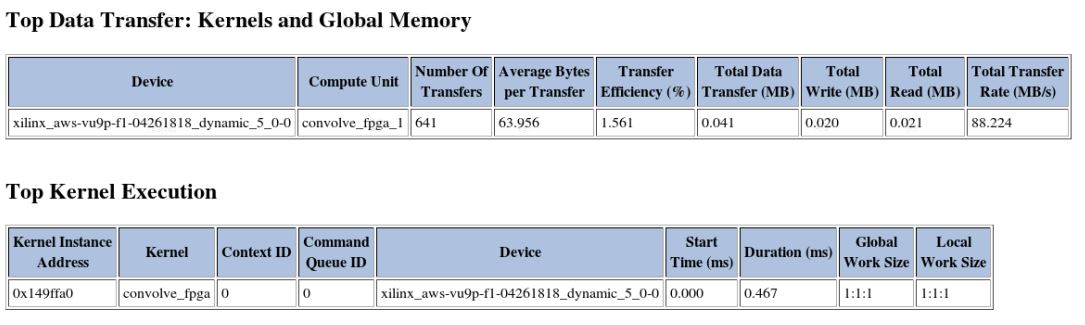 Top Data Transfer: Kernels and Global Memory
Device Compute Unit Number Of Transfers Average Bytes per Transfer Transfer Efficiency (%) Total Data Transfer (MB) Total Write (MB) Total Read (MB) Total Transfer Rate (MB/s)
xilinx_aws-vu9p-f1-04261818_dynamic_5_0-0 convolve_fpga_1 641 63.956 1.561 0.041 0.020 0.021 88.224
Top Kernel Execution
Kernel Instance Address Kernel Context ID Command Queue ID Device Start Time (ms) Duration (ms) Global Work Size Local Work Size
0x149ffa0 convolve_fpga 0 0 xilinx_aws-vu9p-f1-04261818_dynamic_5_0-0 0.000 0.467 1:1:1 1:1:1